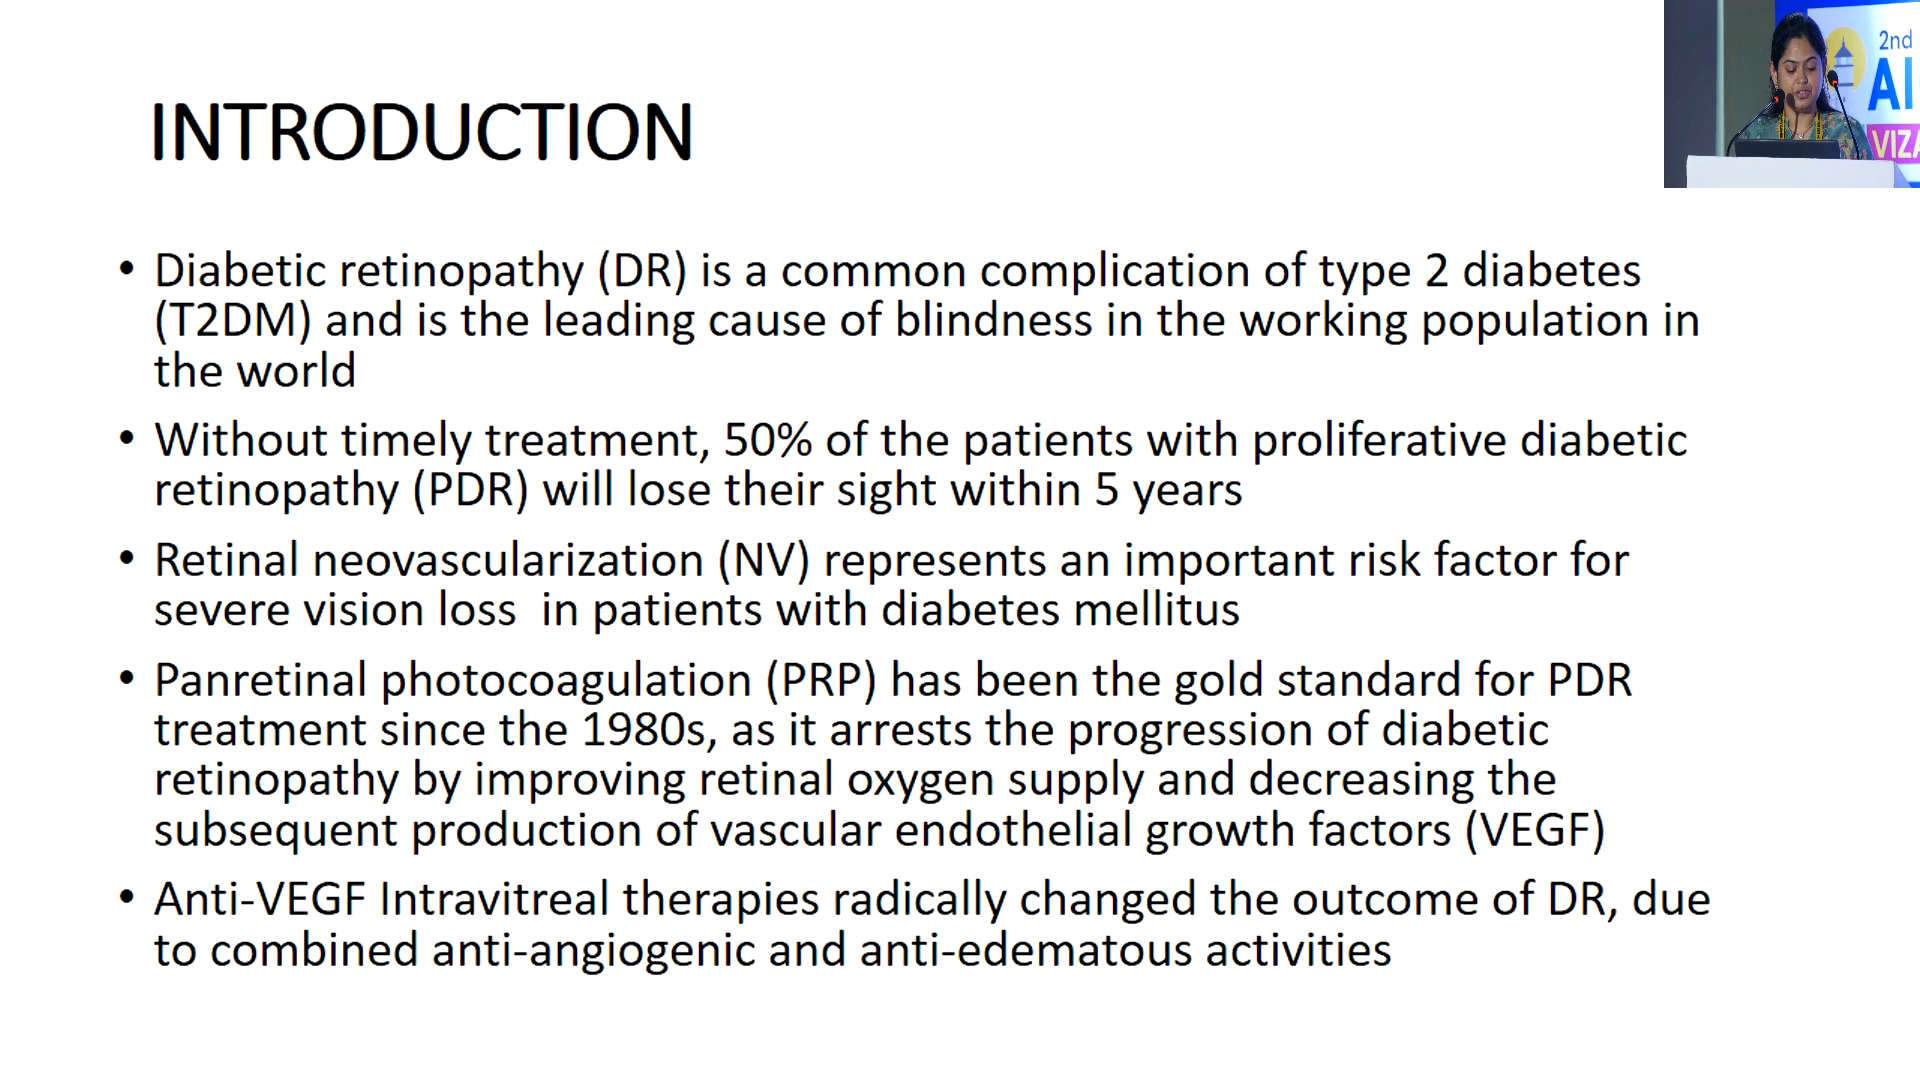 INTRODUCTION
2nd
AI
VIZA
• Diabetic retinopathy (DR) is a common complication of type 2 diabetes
(T2DM) and is the leading cause of blindness in the working population in
the world
• Without timely treatment, 50% of the patients with proliferative diabetic
retinopathy (PDR) will lose their sight within 5 years
• Retinal neovascularization (NV) represents an important risk factor for
severe vision loss  in patients with diabetes mellitus
• Panretinal photocoagulation (PRP) has been the gold standard for PDR
treatment since the 1980s, as it arrests the progression of diabetic
retinopathy by improving retinal oxygen supply and decreasing the
subsequent production of vascular endothelial growth factors (VEGF)
• Anti-VEGF Intravitreal therapies radically changed the outcome of DR, due
to combined anti-angiogenic and anti-edematous activities